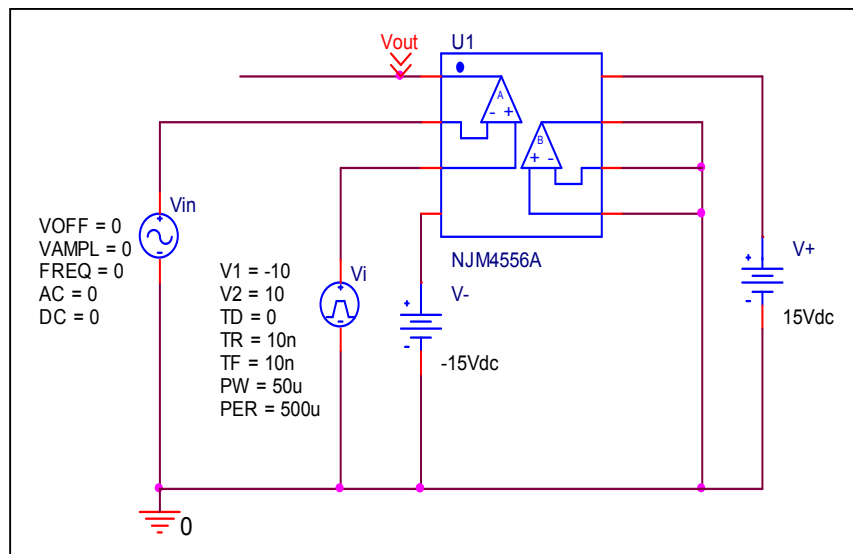 Vout
U1
A
- +
B
+ -
NJM4556A
Vin
+
-
VOFF = 0
VAMPL = 0
FREQ = 0
AC = 0
DC = 0
Vi
+
-
V1 = -10
V2 = 10
TD = 0
TR = 10n
TF = 10n
PW = 50u
PER = 500u
V-
+
-
-15Vdc
V+
+
-
15Vdc
0